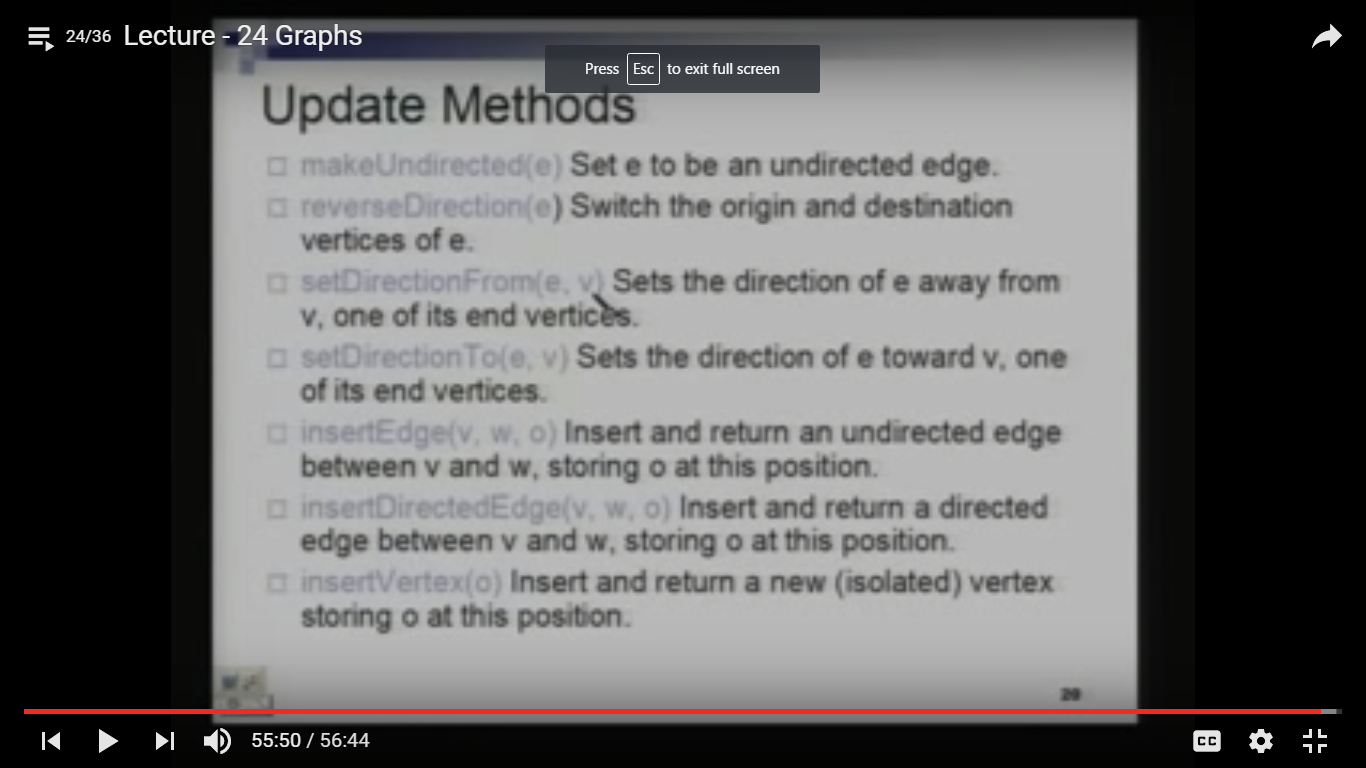 24/36 Lecture - 24 Graphs
Press Esc to exit full screen
Update Methods
makeUndirected(e) Set e to be an undirected edge.
reverseDirection(e) Switch the origin and destination
vertices of e.
setDirectionFrom(e, v) Sets the direction of e away from
v, one of its end vertices.
setDirectionTo(e, v) Sets the direction of e toward v, one
of its end vertices.
insertEdge(v, w, o) Insert and return an undirected edge
between v and w, storing o at this position.
insertDirectedEdge(v, w, o) Insert and return a directed
edge between v and w, storing o at this position.
insertVertex(o) Insert and return a new (isolated) vertex
storing o at this position.
55:50 / 56:44
CC